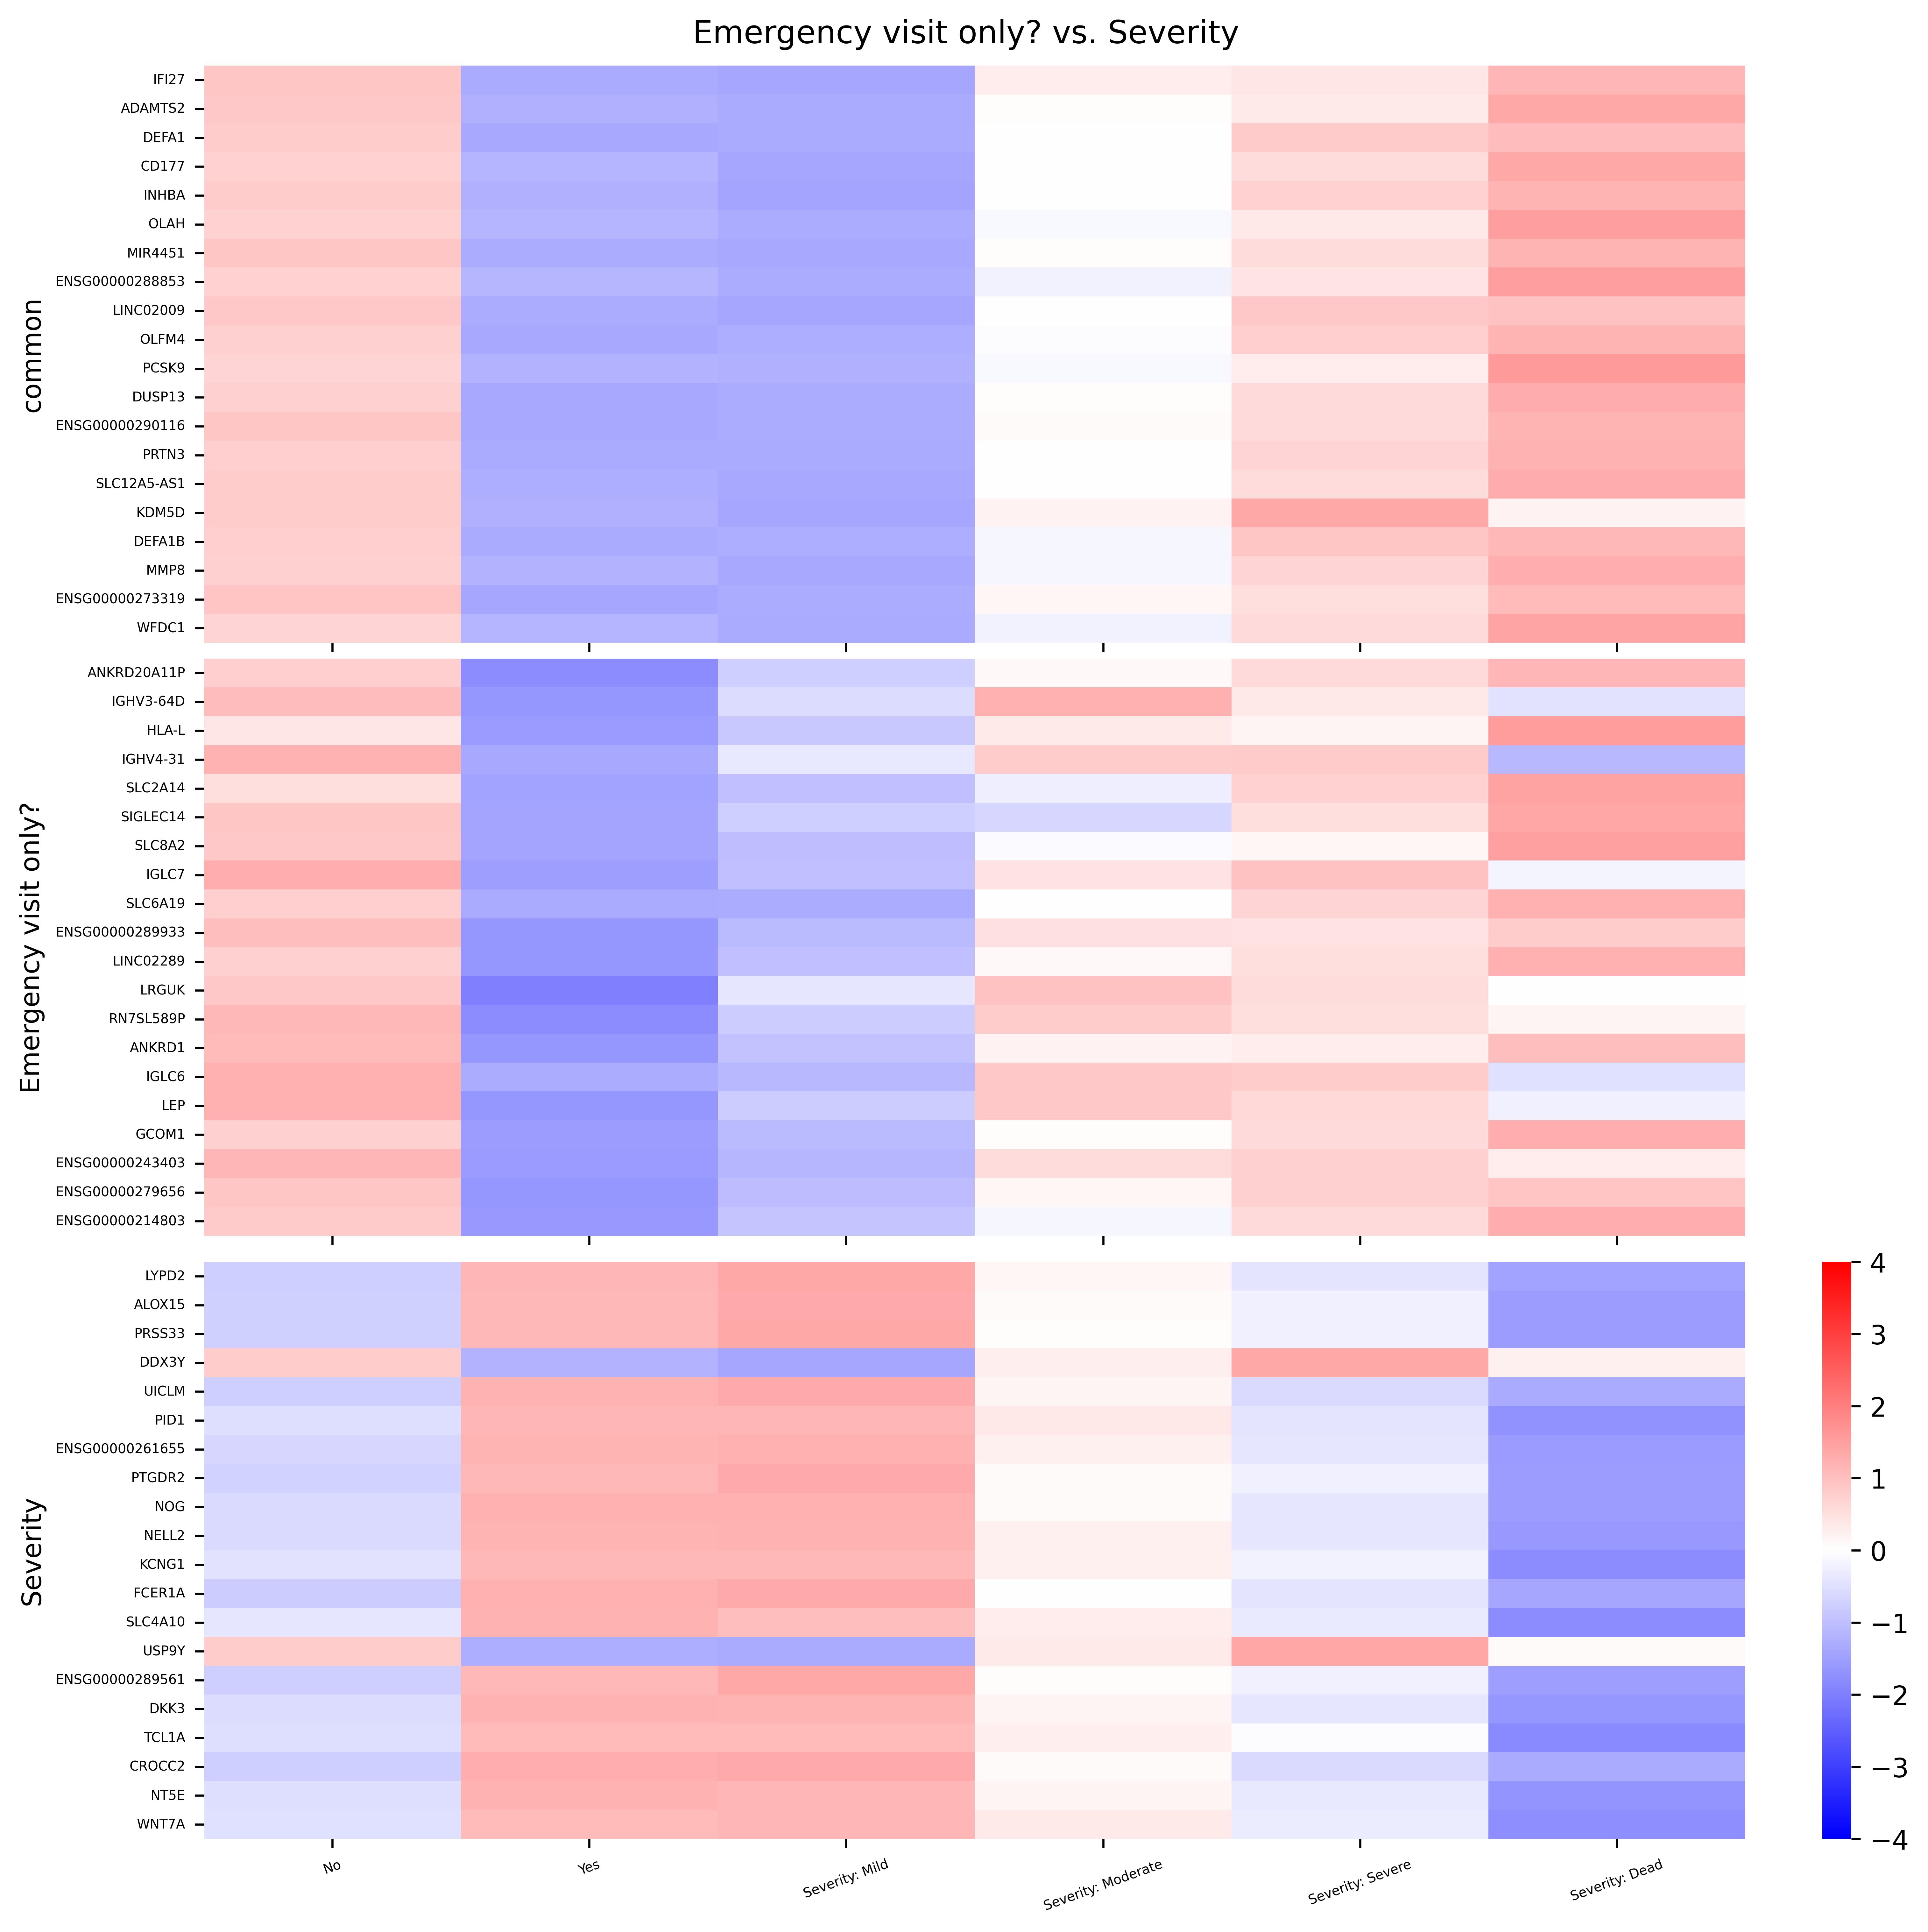 Emergency visit only? vs. Severity
common
IFI27
ADAMTS2
DEFA1
CD177
INHBA
OLAH
MIR4451
ENSG00000288853
LINC02009
OLFM4
PCSK9
DUSP13
ENSG00000290116
PRTN3
SLC12A5-AS1
KDM5D
DEFA1B
MMP8
ENSG00000273319
WFDC1
Emergency visit only?
ANKRD20A11P
IGHV3-64D
HLA-L
IGHV4-31
SLC2A14
SIGLEC14
SLC8A2
IGLC7
SLC6A19
ENSG00000289933
LINC02289
LRGUK
RN7SL589P
ANKRD1
IGLC6
LEP
GCOM1
ENSG00000243403
ENSG00000279656
ENSG00000214803
Severity
LYPD2
ALOX15
PRSS33
DDX3Y
UICLM
PID1
ENSG00000261655
PTGDR2
NOG
NELL2
KCNG1
FCER1A
SLC4A10
USP9Y
ENSG00000289561
DKK3
TCL1A
CROCC2
NT5E
WNT7A
No
Yes
Severity: Mild
Severity: Moderate
Severity: Severe
Severity: Dead
4
3
2
1
0
−1
−2
−3
−4